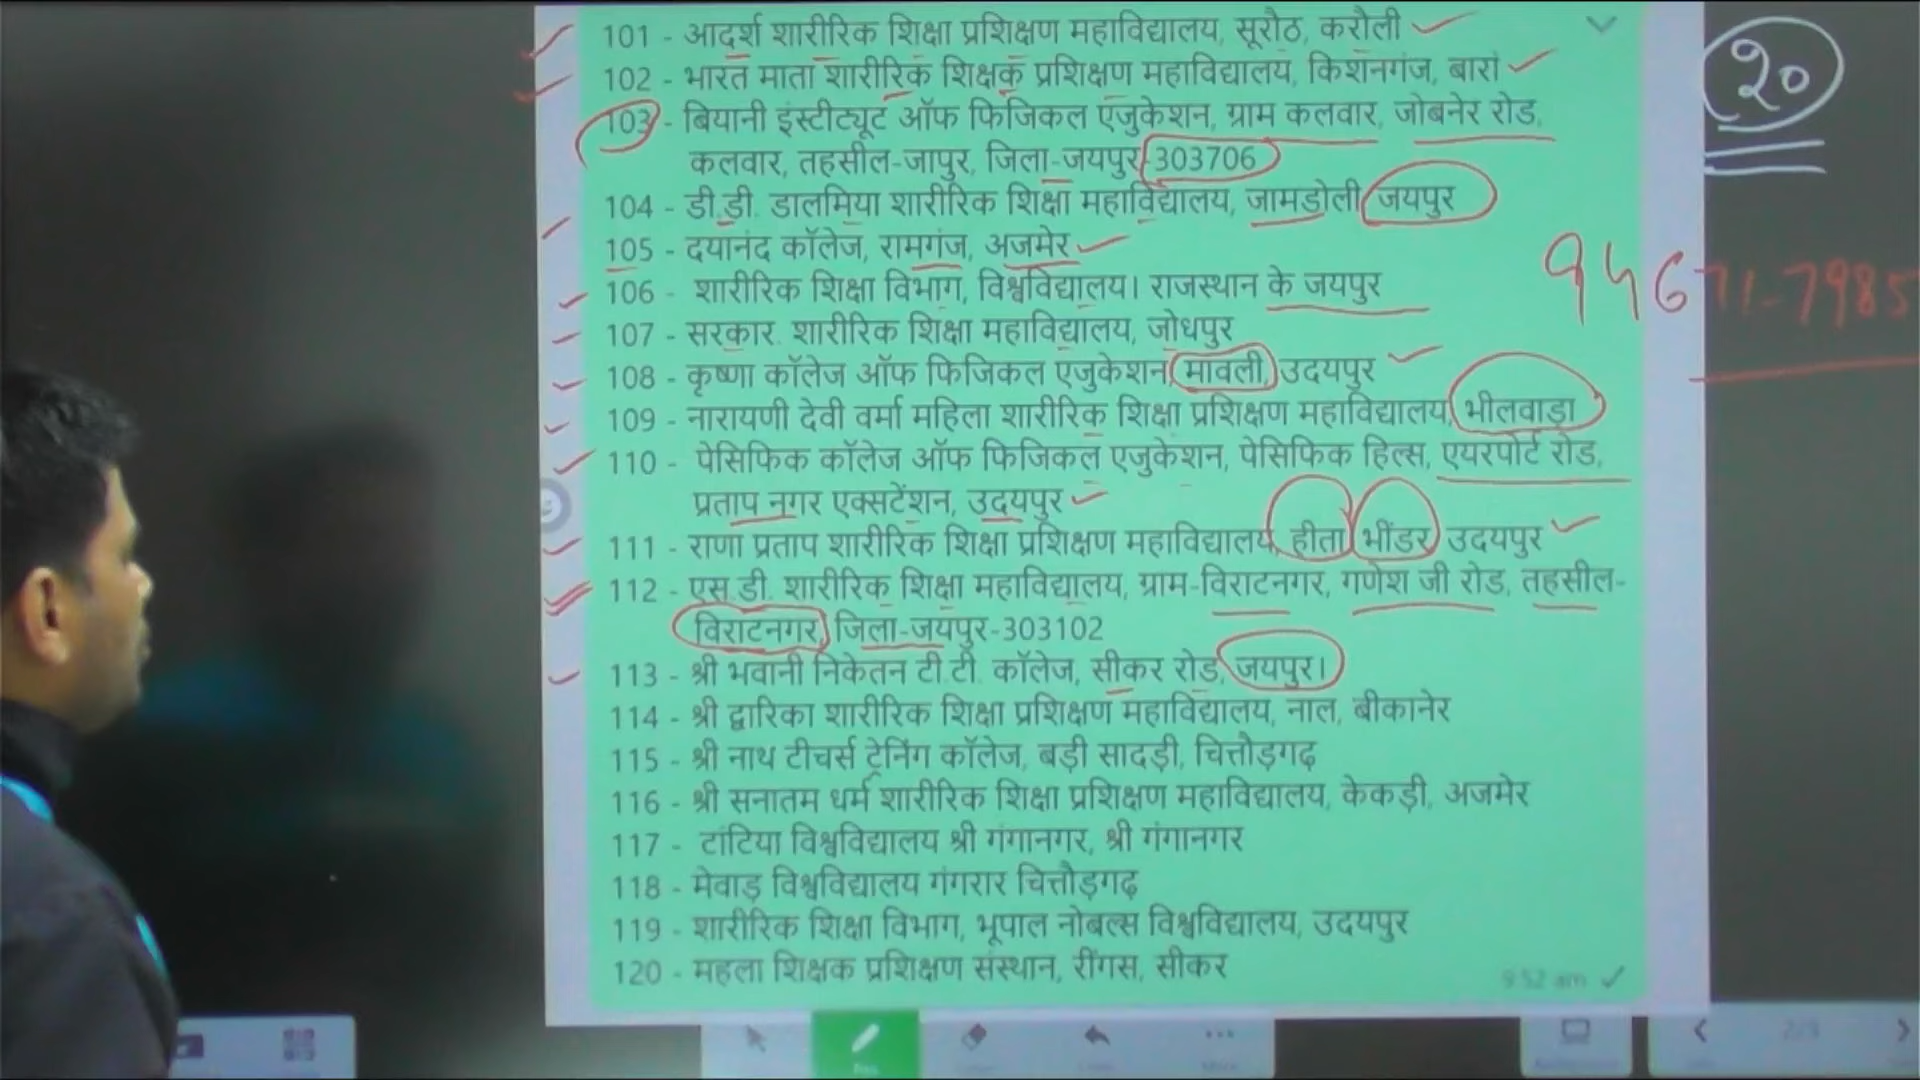 101 - आदर्श शारीरिक शिक्षा प्रशिक्षण महाविद्यालय, सूरौठ, करौली
102 - भारत माता शारीरिक शिक्षक प्रशिक्षण महाविद्यालय, किशनगंज, बारां
103 - बियानी इंस्टीट्यूट ऑफ फिजिकल एजुकेशन, ग्राम कलवार, जोबनेर रोड,
कलवार, तहसील-जापुर, जिला-जयपुर-303706
104 - डी.डी. डालमिया शारीरिक शिक्षा महाविद्यालय, जामडोली जयपुर
105 - दयानंद कॉलेज, रामगंज, अजमेर
106 - शारीरिक शिक्षा विभाग, विश्वविद्यालय। राजस्थान के जयपुर
107 - सरकार. शारीरिक शिक्षा महाविद्यालय, जोधपुर
108 - कृष्णा कॉलेज ऑफ फिजिकल एजुकेशन, मावली, उदयपुर
109 - नारायणी देवी वर्मा महिला शारीरिक शिक्षा प्रशिक्षण महाविद्यालय, भीलवाड़ा
110 - पेसिफिक कॉलेज ऑफ फिजिकल एजुकेशन, पेसिफिक हिल्स, एयरपोर्ट रोड,
प्रताप नगर एक्सटेंशन, उदयपुर
111 - राणा प्रताप शारीरिक शिक्षा प्रशिक्षण महाविद्यालय, हीता भींडर, उदयपुर
112 - एस.डी. शारीरिक शिक्षा महाविद्यालय, ग्राम-विराटनगर, गणेश जी रोड, तहसील-
विराटनगर, जिला-जयपुर-303102
113 - श्री भवानी निकेतन टी.टी. कॉलेज, सीकर रोड, जयपुर।
114 - श्री द्वारिका शारीरिक शिक्षा प्रशिक्षण महाविद्यालय, नाल, बीकानेर
115 - श्री नाथ टीचर्स ट्रेनिंग कॉलेज, बड़ी सादड़ी, चित्तौड़गढ़
116 - श्री सनातम धर्म शारीरिक शिक्षा प्रशिक्षण महाविद्यालय, केकड़ी, अजमेर
117 - टांटिया विश्वविद्यालय श्री गंगानगर, श्री गंगानगर
118 - मेवाड़ विश्वविद्यालय गंगरार चित्तौड़गढ़
119 - शारीरिक शिक्षा विभाग, भूपाल नोबल्स विश्वविद्यालय, उदयपुर
120 - महला शिक्षक प्रशिक्षण संस्थान, रींगस, सीकर
9:52 am
२०
94671-7985